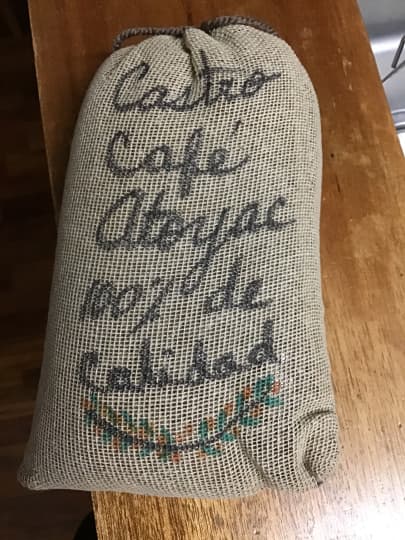 Castro
Café
Atoyac
100% de
calidad